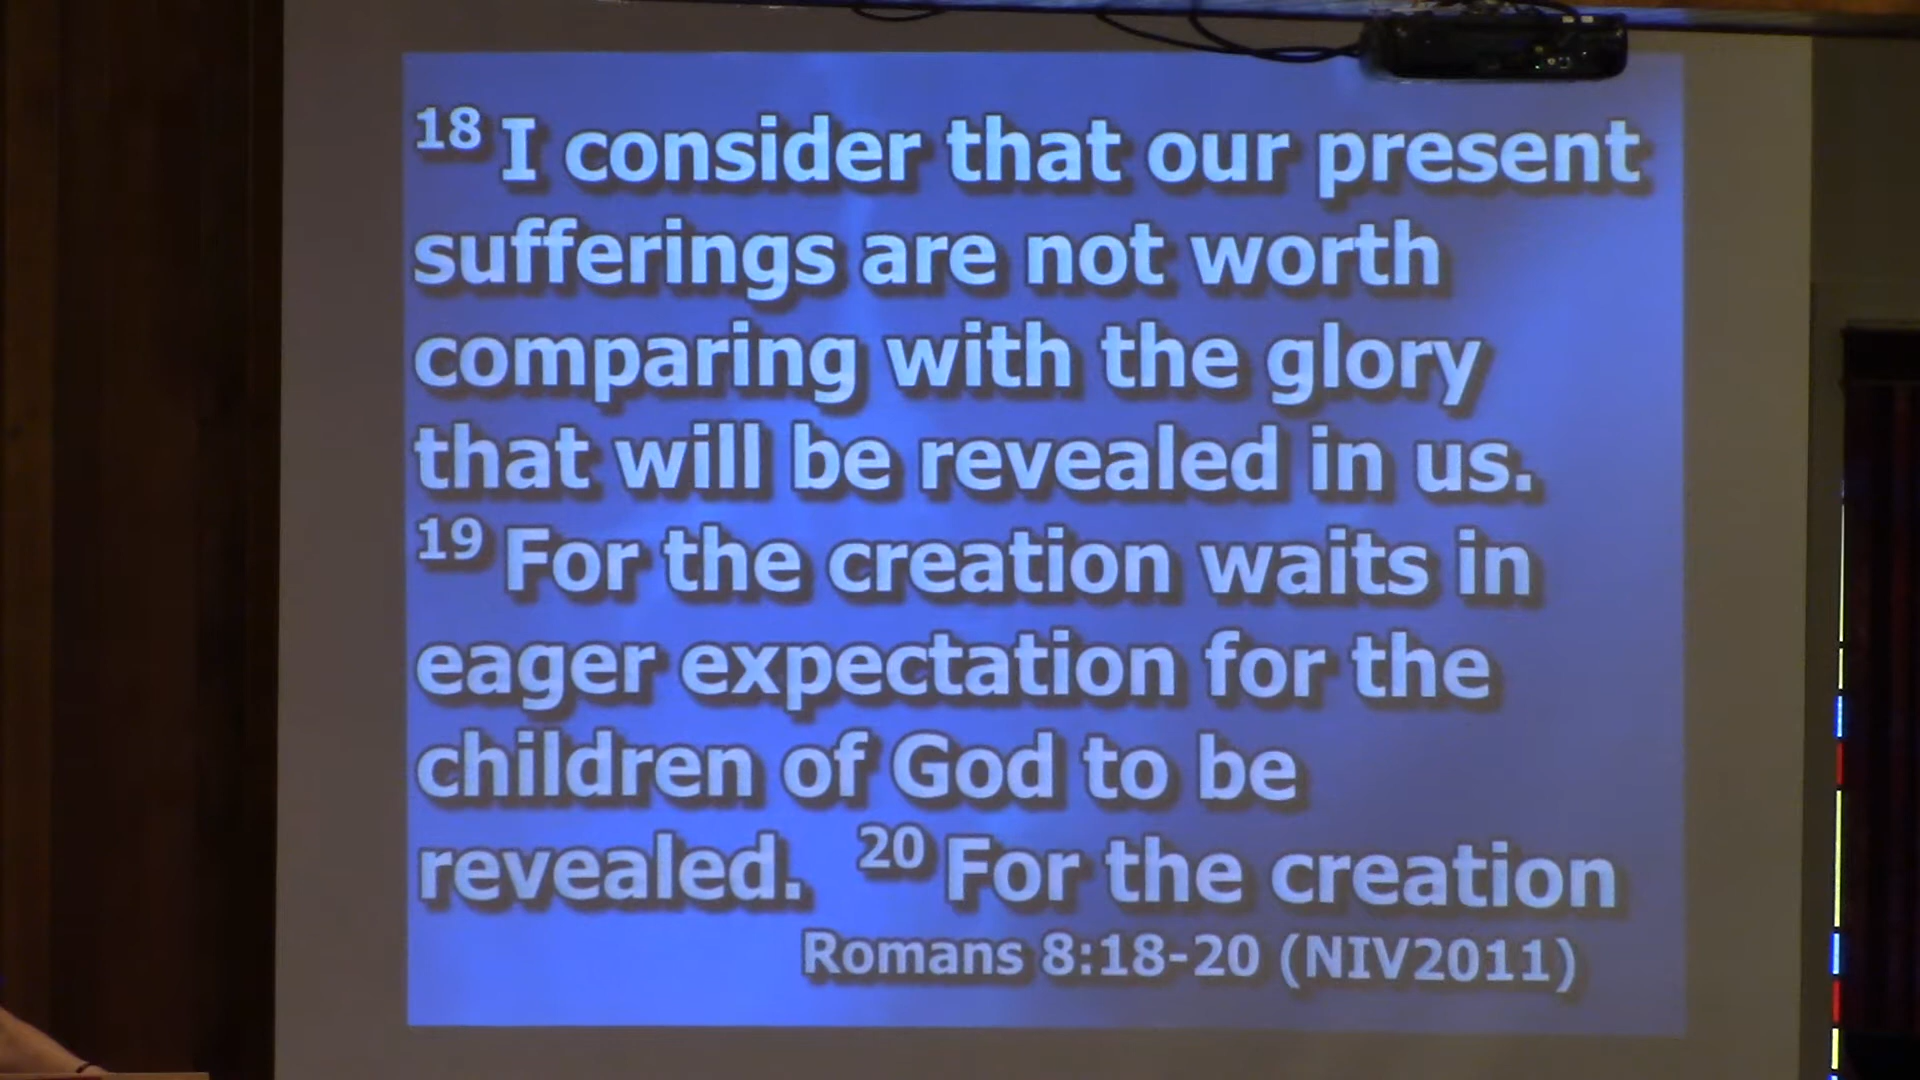 18 I consider that our present
sufferings are not worth
comparing with the glory
that will be revealed in us.
19 For the creation waits in
eager expectation for the
children of God to be
revealed. 20 For the creation
Romans 8:18-20 (NIV2011)